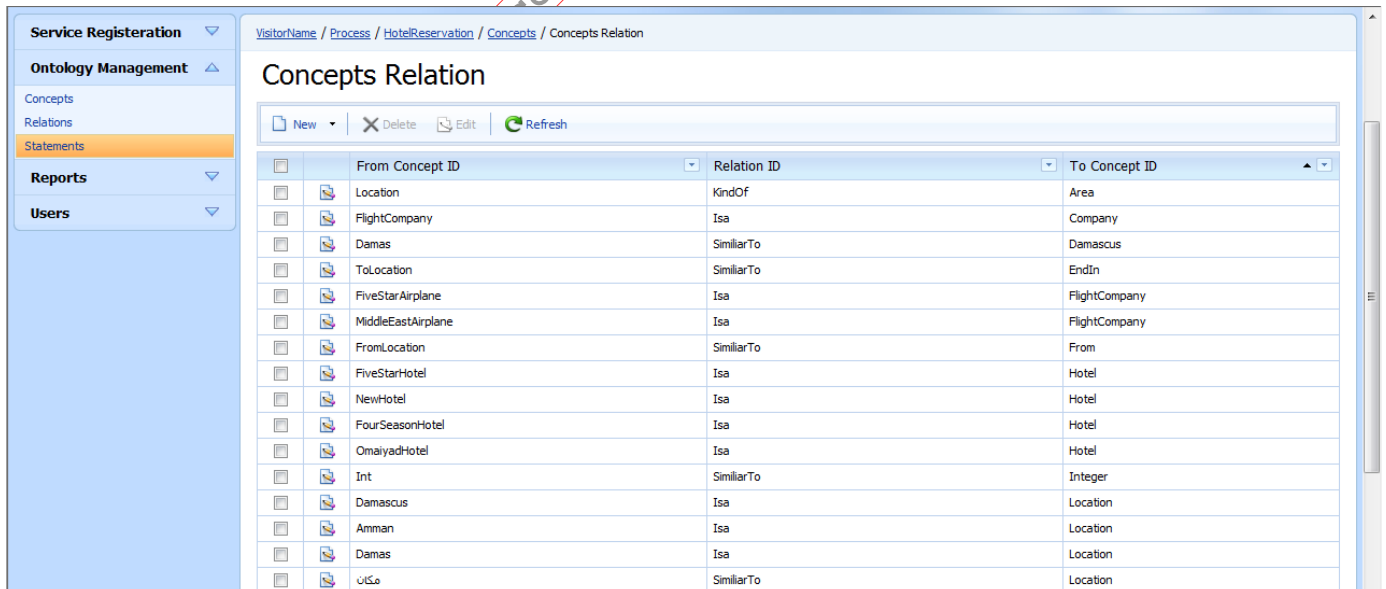 Service Registeration
Ontology Management
Concepts
Relations
Statements
Reports
Users
VisitorName / Process / HotelReservation / Concepts / Concepts Relation
Concepts Relation
New Delete Edit Refresh
From Concept ID Relation ID To Concept ID
Location KindOf Area
FlightCompany Isa Company
Damas SimiliarTo Damascus
ToLocation SimiliarTo EndIn
FiveStarAirplane Isa FlightCompany
MiddleEastAirplane Isa FlightCompany
FromLocation SimiliarTo From
FiveStarHotel Isa Hotel
NewHotel Isa Hotel
FourSeasonHotel Isa Hotel
OmaiyadHotel Isa Hotel
Int SimiliarTo Integer
Damascus Isa Location
Amman Isa Location
Damas Isa Location
مكان SimiliarTo Location